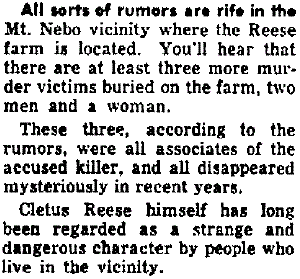 All sorts of rumors are rife in the
Mt. Nebo vicinity where the Reese
farm is located. You'll hear that
there are at least three more mur-
der victims buried on the farm, two
men and a woman.
These three, according to the
rumors, were all associates of the
accused killer, and all disappeared
mysteriously in recent years.
Cletus Reese himself has long
been regarded as a strange and
dangerous character by people who
live in the vicinity.